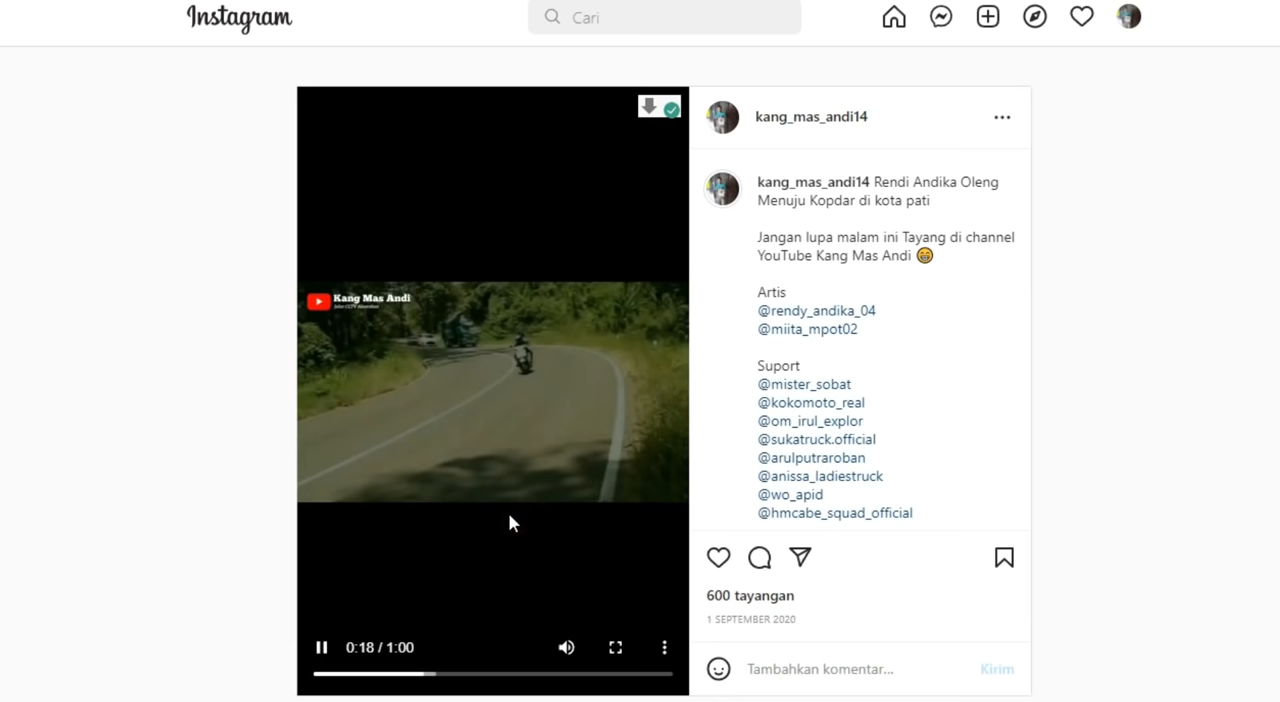 Instagram
Cari
kang_mas_andi14
kang_mas_andi14 Rendi Andika Oleng
Menuju Kopdar di kota pati
Jangan lupa malam ini Tayang di channel
YouTube Kang Mas Andi 😁
Artis
@rendy_andika_04
@miita_mpot02
Suport
@mister_sobat
@kokomoto_real
@om_irul_explor
@sukatruck.official
@arulputraroban
@anissa_ladiestruck
@wo_apid
@hmcabe_squad_official
Kang Mas Andi
0:18 / 1:00
600 tayangan
1 SEPTEMBER 2020
Tambahkan komentar...
Kirim